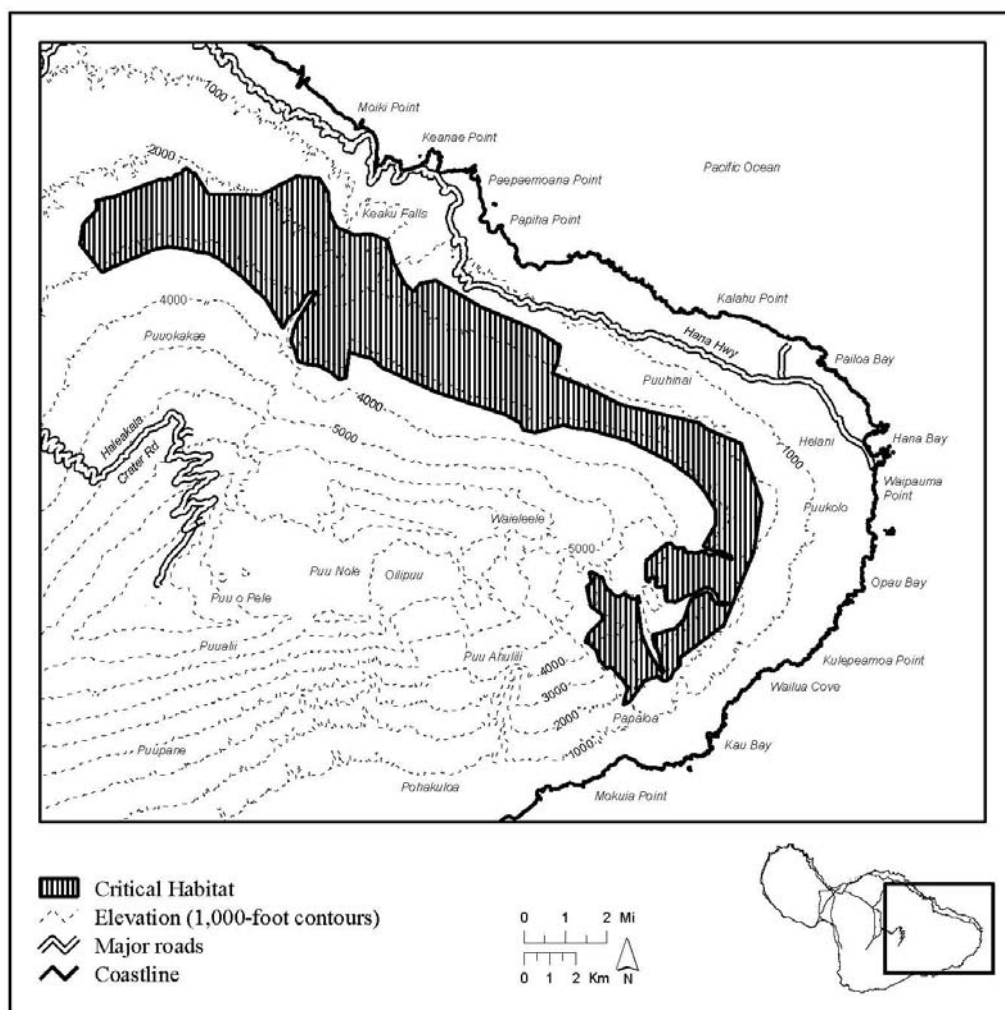 1000
Moiki Point
Keanae Point
2000
Pacific Ocean
Paepaemoana Point
Keaku Falls
Papiha Point
4000
Kalahu Point
Puuokakae
Hana Hwy
Pailoa Bay
Puuhinai
4000
5000
Haleakala
Crater Rd
Helani
1000
Hana Bay
Waipauma
Point
Waieleele
Puukolo
5000
Puu Nole
Oilipuu
Opau Bay
Puu o Pele
Puualii
Puu Ahulili
4000
Kulepeamoa Point
3000
Wailua Cove
2000
Papaloa
Puupane
1000
Kau Bay
Pohakuloa
Mokuia Point
Critical Habitat
Elevation (1,000-foot contours)
Major roads
Coastline
0 1 2 Mi
0 1 2 Km
N